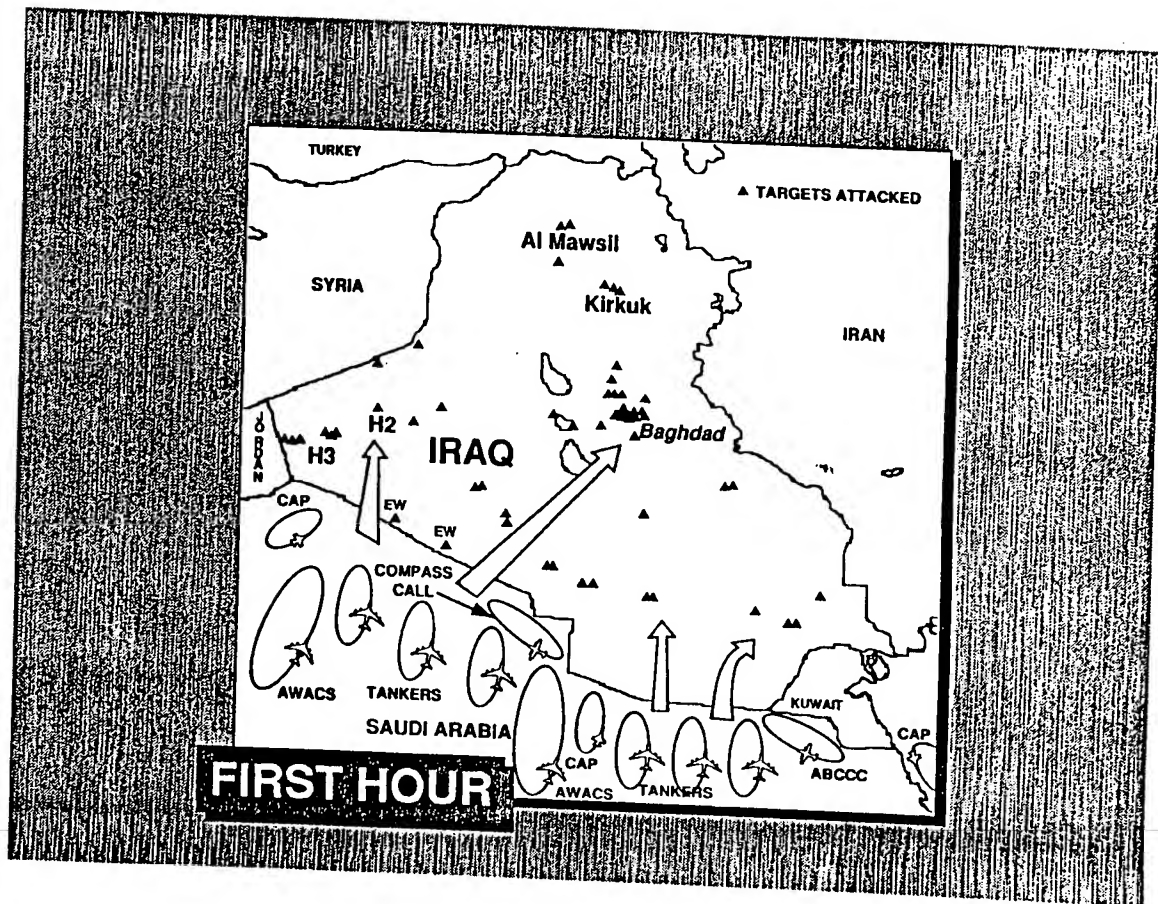 TURKEY
▲ TARGETS ATTACKED
Al Mawsil
SYRIA
Kirkuk
IRAN
JORDAN
H2
Baghdad
H3
IRAQ
CAP
EW
EW
COMPASS
CALL
AWACS
TANKERS
SAUDI ARABIA
KUWAIT
CAP
CAP
ABCCC
AWACS
TANKERS
FIRST HOUR